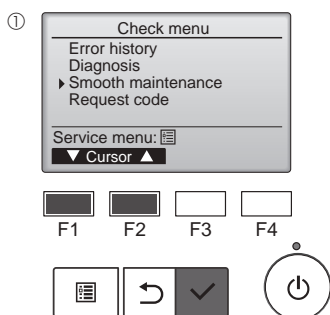 ①
Check menu
Error history
Diagnosis
Smooth maintenance
Request code
Service menu:
▼ Cursor ▲
F1 F2 F3 F4